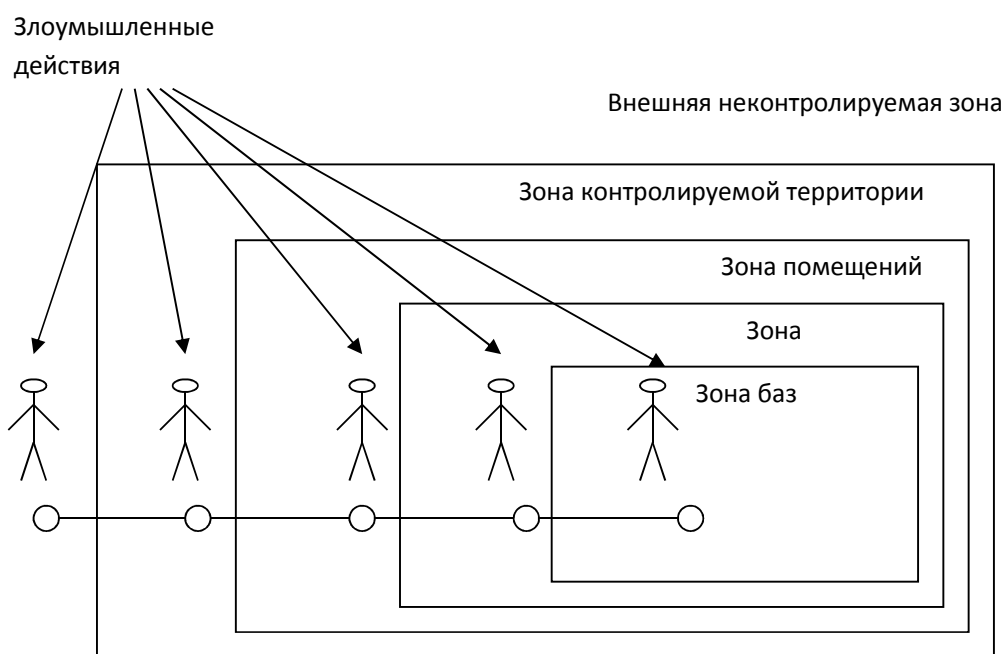 Злоумышленные
действия
Внешняя неконтролируемая зона
Зона контролируемой территории
Зона помещений
Зона
Зона баз